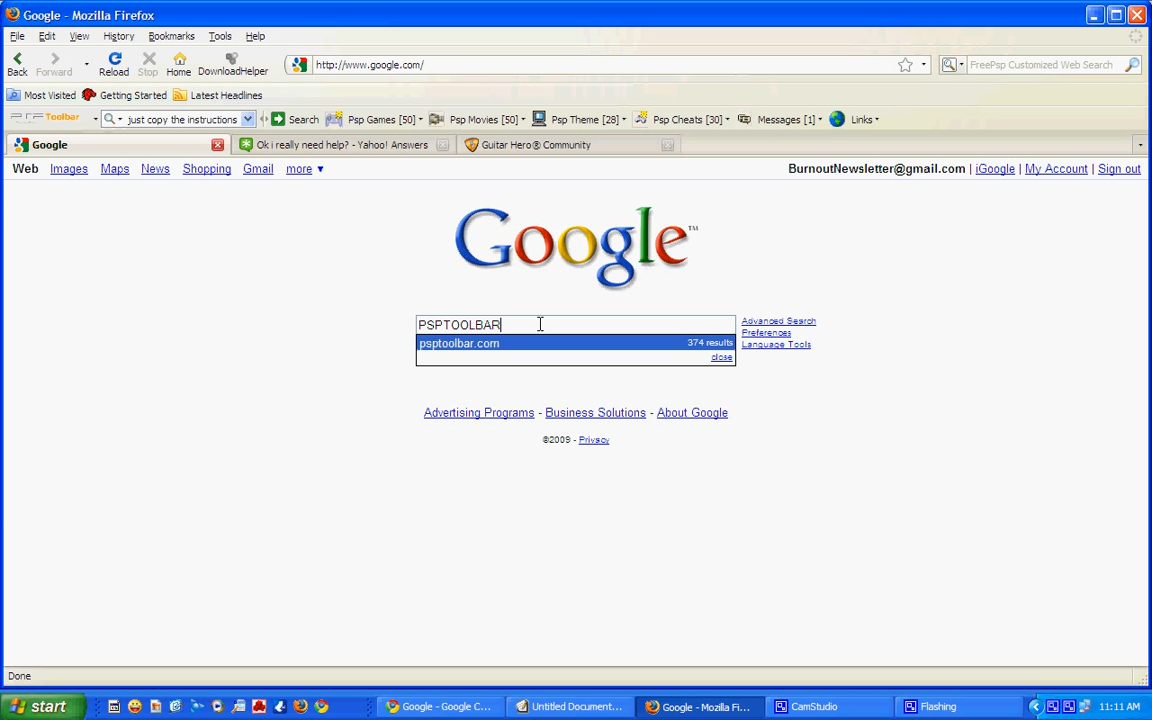 Google - Mozilla Firefox
File Edit View History Bookmarks Tools Help
Back Forward Reload Stop Home DownloadHelper http://www.google.com/ FreePsp Customized Web Search
Most Visited Getting Started Latest Headlines
Toolbar just copy the instructions Search Psp Games [50] Psp Movies [50] Psp Theme [28] Psp Cheats [30] Messages [1] Links
Google Ok i really need help? - Yahoo! Answers Guitar Hero® Community
Web Images Maps News Shopping Gmail more ▼ BurnoutNewsletter@gmail.com | iGoogle | My Account | Sign out
Google™
PSPTOOLBAR Advanced Search
Preferences
psptoolbar.com 374 results Language Tools
close
Advertising Programs - Business Solutions - About Google
©2009 - Privacy
Done
start Google - Google C... Untitled Document... Google - Mozilla Fi... CamStudio Flashing 11:11 AM